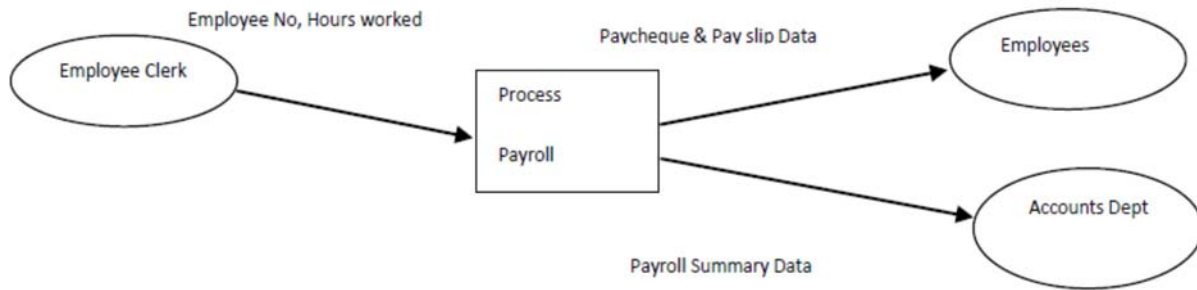 Employee No, Hours worked
Employee Clerk
Process
Payroll
Paycheque & Pay slip Data
Employees
Accounts Dept
Payroll Summary Data